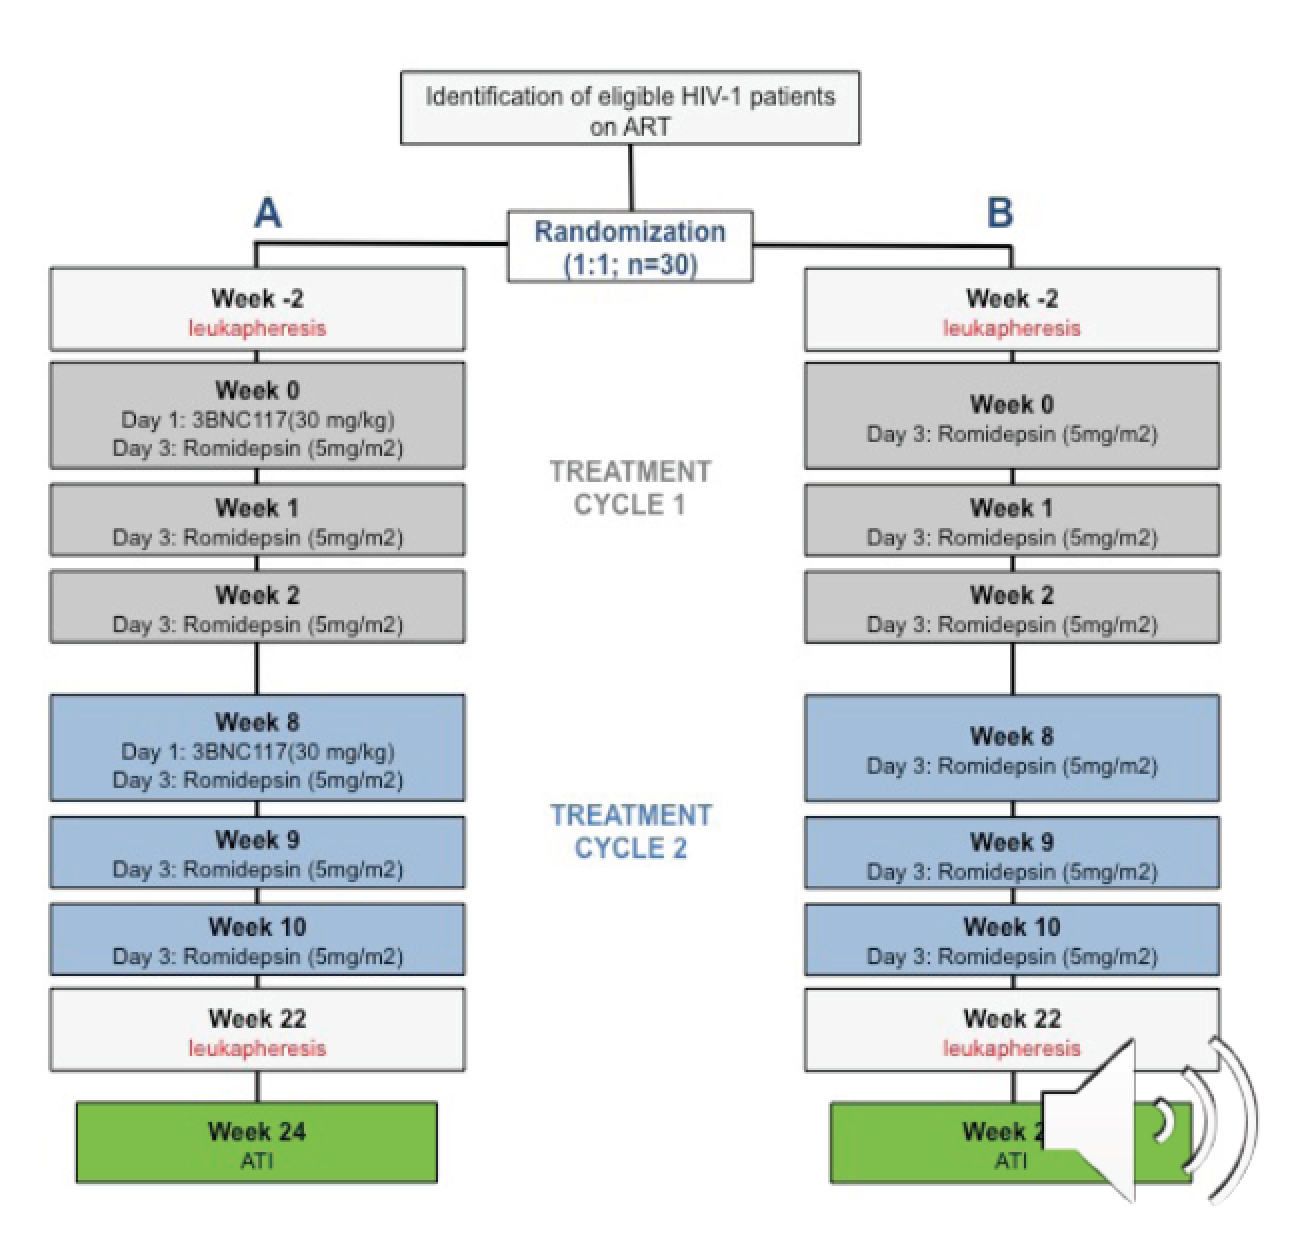 Identification of eligible HIV-1 patients
on ART
A
B
Randomization
(1:1; n=30)
Week -2
leukapheresis
Week 0
Day 1: 3BNC117(30 mg/kg)
Day 3: Romidepsin (5mg/m2)
Week 1
Day 3: Romidepsin (5mg/m2)
Week 2
Day 3: Romidepsin (5mg/m2)
Week 8
Day 1: 3BNC117(30 mg/kg)
Day 3: Romidepsin (5mg/m2)
Week 9
Day 3: Romidepsin (5mg/m2)
Week 10
Day 3: Romidepsin (5mg/m2)
Week 22
leukapheresis
Week 24
ATI
TREATMENT
CYCLE 1
TREATMENT
CYCLE 2
Week -2
leukapheresis
Week 0
Day 3: Romidepsin (5mg/m2)
Week 1
Day 3: Romidepsin (5mg/m2)
Week 2
Day 3: Romidepsin (5mg/m2)
Week 8
Day 3: Romidepsin (5mg/m2)
Week 9
Day 3: Romidepsin (5mg/m2)
Week 10
Day 3: Romidepsin (5mg/m2)
Week 22
leukapheresis
Week
ATI